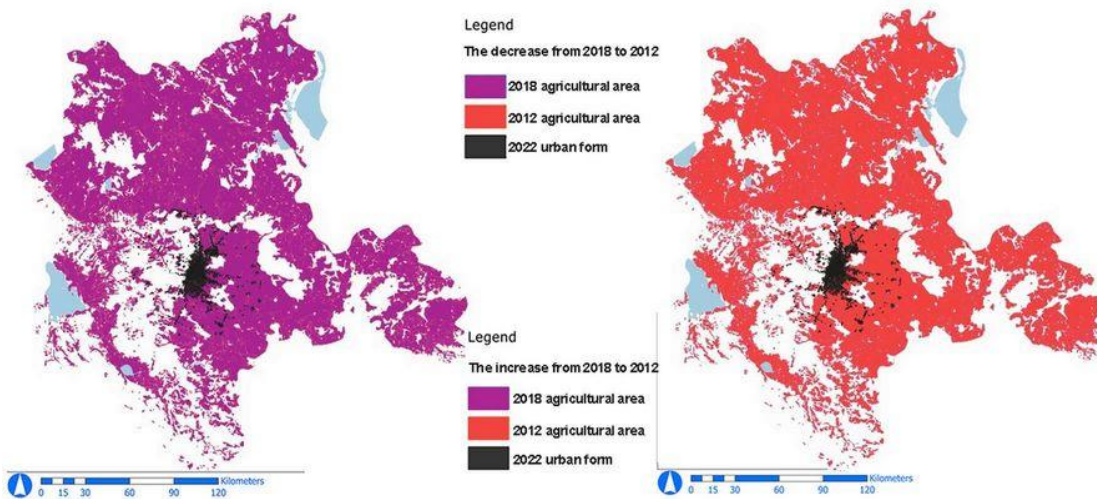 Legend
The decrease from 2018 to 2012
2018 agricultural area
2012 agricultural area
2022 urban form
Legend
The increase from 2018 to 2012
2018 agricultural area
2012 agricultural area
2022 urban form
Kilometers
0 15 30 60 90 120
Kilometers
0 15 30 60 90 120